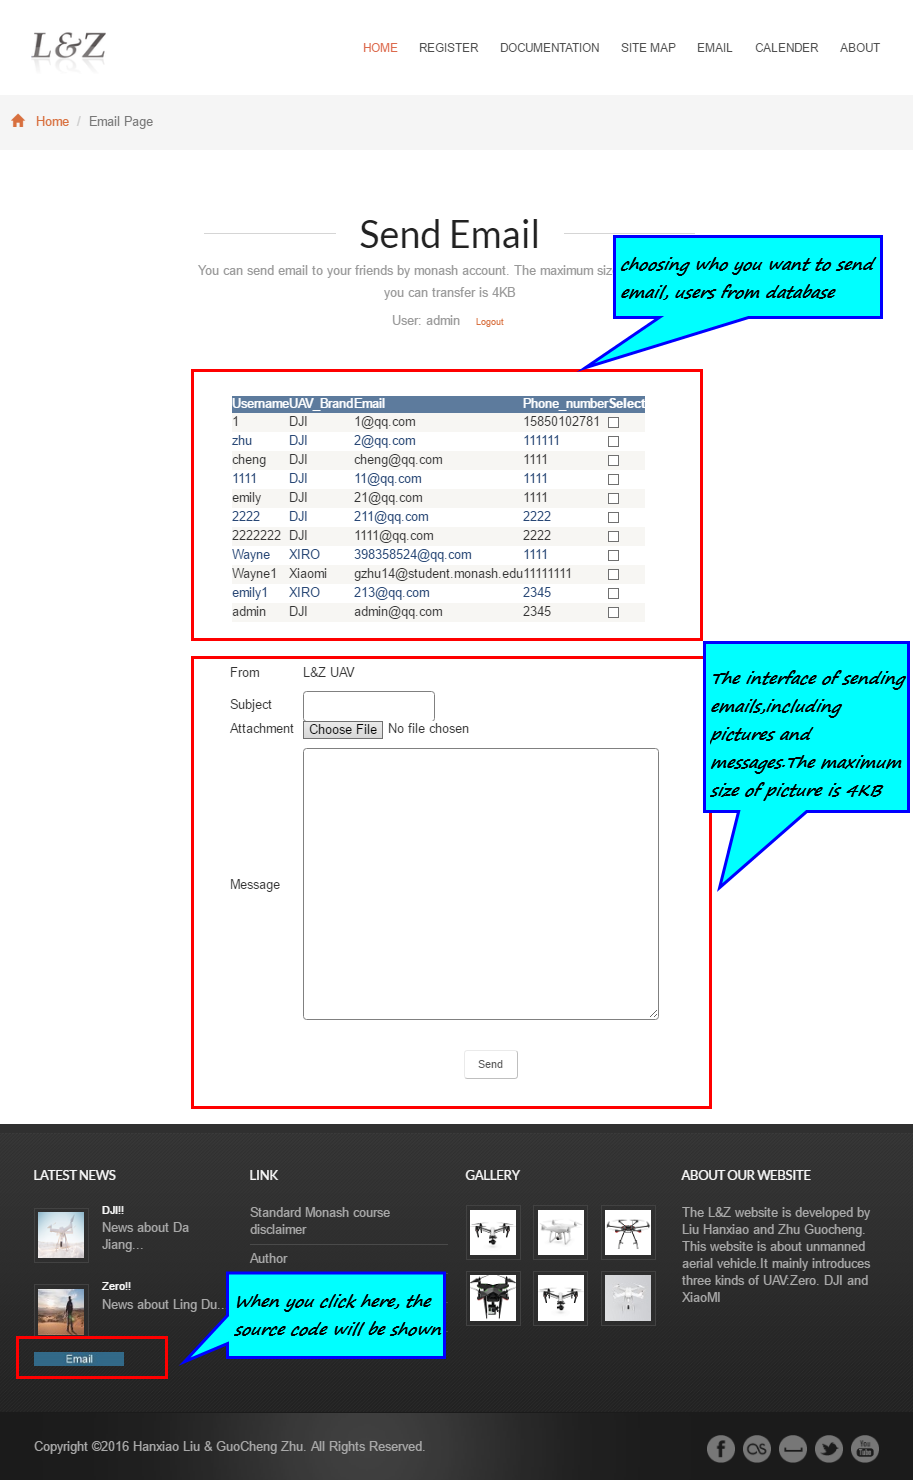 L&Z
HOME REGISTER DOCUMENTATION SITE MAP EMAIL CALENDER ABOUT
Home / Email Page
Send Email
You can send email to your friends by monash account. The maximum
you can transfer is 4KB
User: admin Logout
choosing who you want to send
email, users from database
Username UAV_Brand Email Phone_number Select
1 DJI 1@qq.com 15850102781
zhu DJI 2@qq.com 111111
cheng DJI cheng@qq.com 1111
1111 DJI 11@qq.com 1111
emily DJI 21@qq.com 1111
2222 DJI 211@qq.com 2222
2222222 DJI 1111@qq.com 2222
Wayne XIRO 398358524@qq.com 1111
Wayne1 Xiaomi gzhu14@student.monash.edu 11111111
emily1 XIRO 213@qq.com 2345
admin DJI admin@qq.com 2345
From L&Z UAV
Subject
Attachment Choose File No file chosen
Message
Send
The interface of sending
emails,including
pictures and
messages.The maximum
size of picture is 4KB
LATEST NEWS
DJI!!
News about Da
Jiang...
Zero!!
News about Ling Du...
Email
LINK
Standard Monash course
disclaimer
Author
When you click here, the
source code will be shown
GALLERY
ABOUT OUR WEBSITE
The L&Z website is developed by
Liu Hanxiao and Zhu Guocheng.
This website is about unmanned
aerial vehicle.It mainly introduces
three kinds of UAV:Zero. DJI and
XiaoMI
Copyright ©2016 Hanxiao Liu & GuoCheng Zhu. All Rights Reserved.
You
Tube